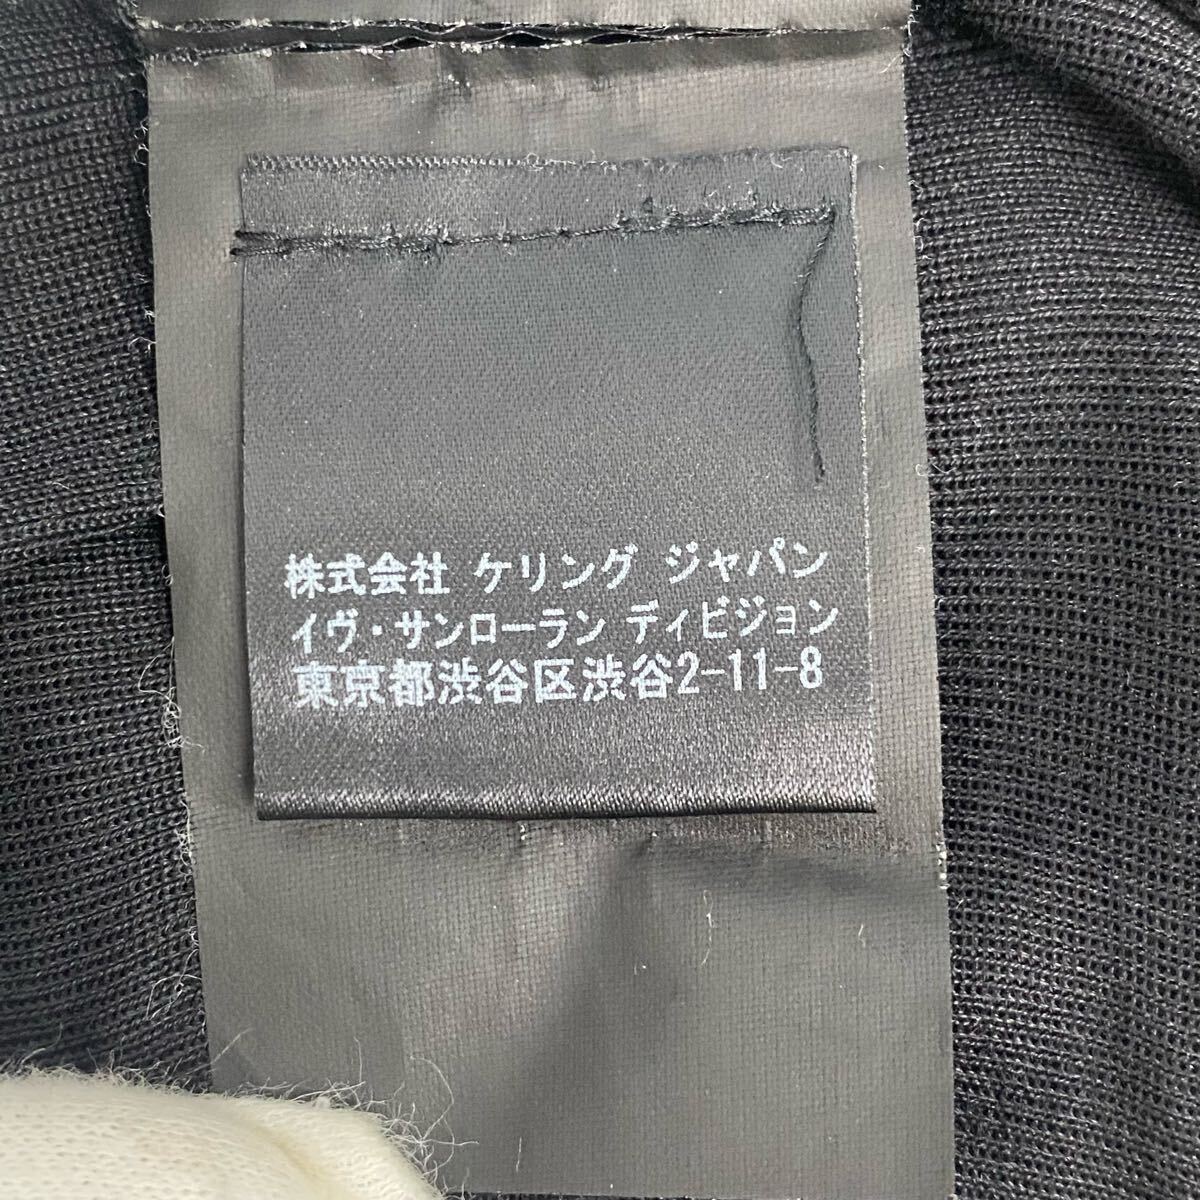 株式会社 ケリング ジャパン
イヴ・サンローラン ディビジョン
東京都渋谷区渋谷2-11-8